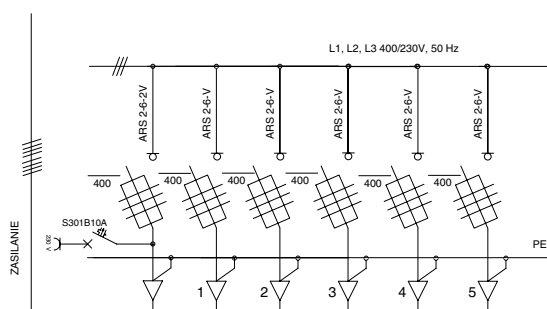 L1, L2, L3 400/230V, 50 Hz
ARS 2-6-2V
ARS 2-6-V
ARS 2-6-V
ARS 2-6-V
ARS 2-6-V
ARS 2-6-V
400
400
400
400
400
400
S301B10A
230 V
ZASILANIE
PE
1
2
3
4
5